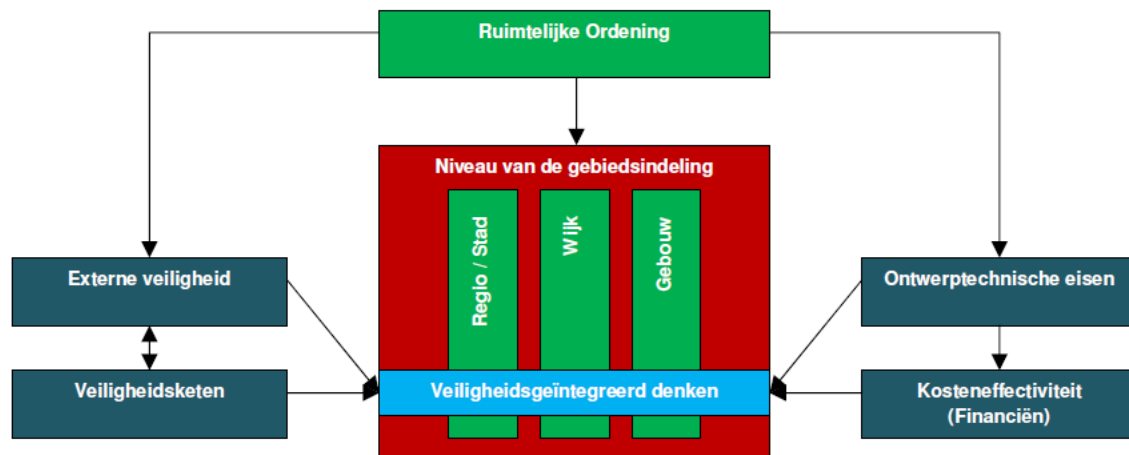 Ruimtelijke Ordening
Niveau van de gebiedsindeling
Regio / Stad
Wijk
Gebouw
Externe veiligheid
Ontwerptechnische eisen
Veiligheidsketen
Veiligheidsgeïntegreerd denken
Kosteneffectiviteit
(Financiën)